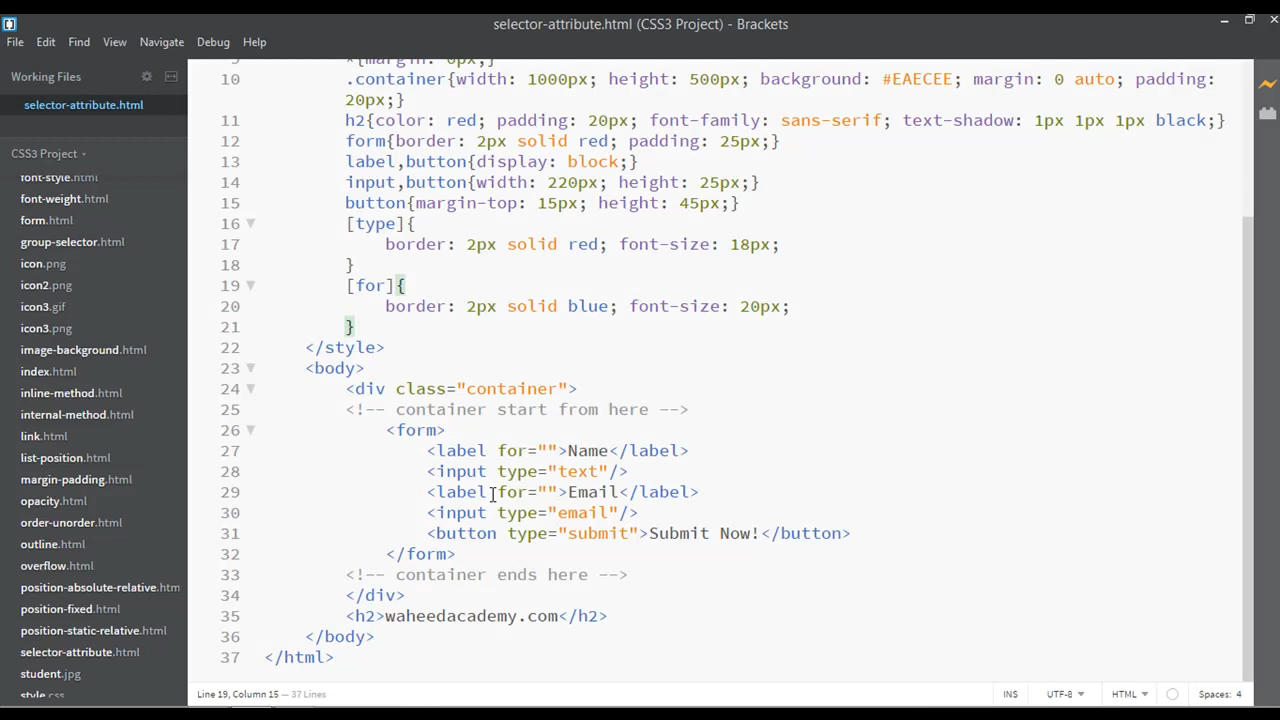 selector-attribute.html (CSS3 Project) - Brackets
File Edit Find View Navigate Debug Help
Working Files
selector-attribute.html
CSS3 Project
font-style.html
font-weight.html
form.html
group-selector.html
icon.png
icon2.png
icon3.gif
icon3.png
image-background.html
index.html
inline-method.html
internal-method.html
link.html
list-position.html
margin-padding.html
opacity.html
order-unorder.html
outline.html
overflow.html
position-absolute-relative.htm
position-fixed.html
position-static-relative.html
selector-attribute.html
student.jpg
style.css
9 *{margin: 0px;}
10 .container{width: 1000px; height: 500px; background: #EAECEE; margin: 0 auto; padding:
20px;}
11 h2{color: red; padding: 20px; font-family: sans-serif; text-shadow: 1px 1px 1px black;}
12 form{border: 2px solid red; padding: 25px;}
13 label,button{display: block;}
14 input,button{width: 220px; height: 25px;}
15 button{margin-top: 15px; height: 45px;}
16 [type]{
17 border: 2px solid red; font-size: 18px;
18 }
19 [for]{
20 border: 2px solid blue; font-size: 20px;
21 }
22 </style>
23 <body>
24 <div class="container">
25 <!-- container start from here -->
26 <form>
27 <label for="">Name</label>
28 <input type="text"/>
29 <label for="">Email</label>
30 <input type="email"/>
31 <button type="submit">Submit Now!</button>
32 </form>
33 <!-- container ends here -->
34 </div>
35 <h2>waheedacademy.com</h2>
36 </body>
37 </html>
Line 19, Column 15 — 37 Lines
INS UTF-8 HTML Spaces: 4